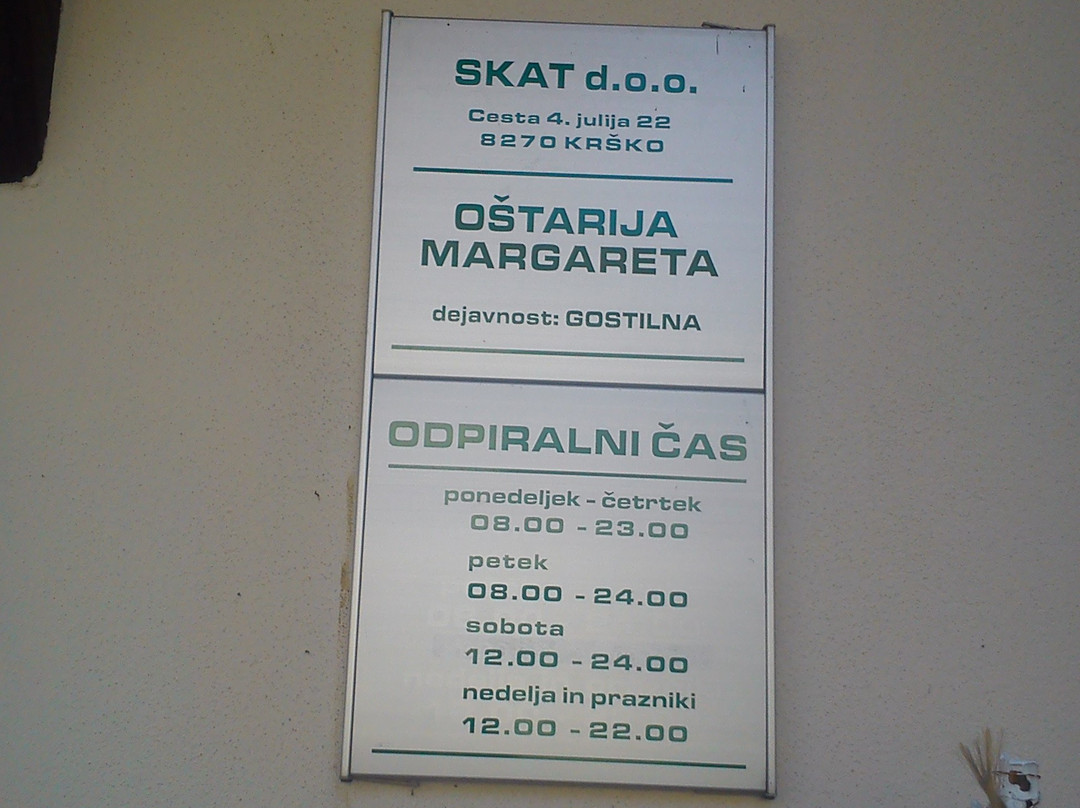 SKAT d.o.o.
Cesta 4. julija 22
8270 KRŠKO
OŠTARIJA
MARGARETA
dejavnost: GOSTILNA
ODPIRALNI ČAS
ponedeljek - četrtek
08.00 - 23.00
petek
08.00 - 24.00
sobota
12.00 - 24.00
nedelja in prazniki
12.00 - 22.00